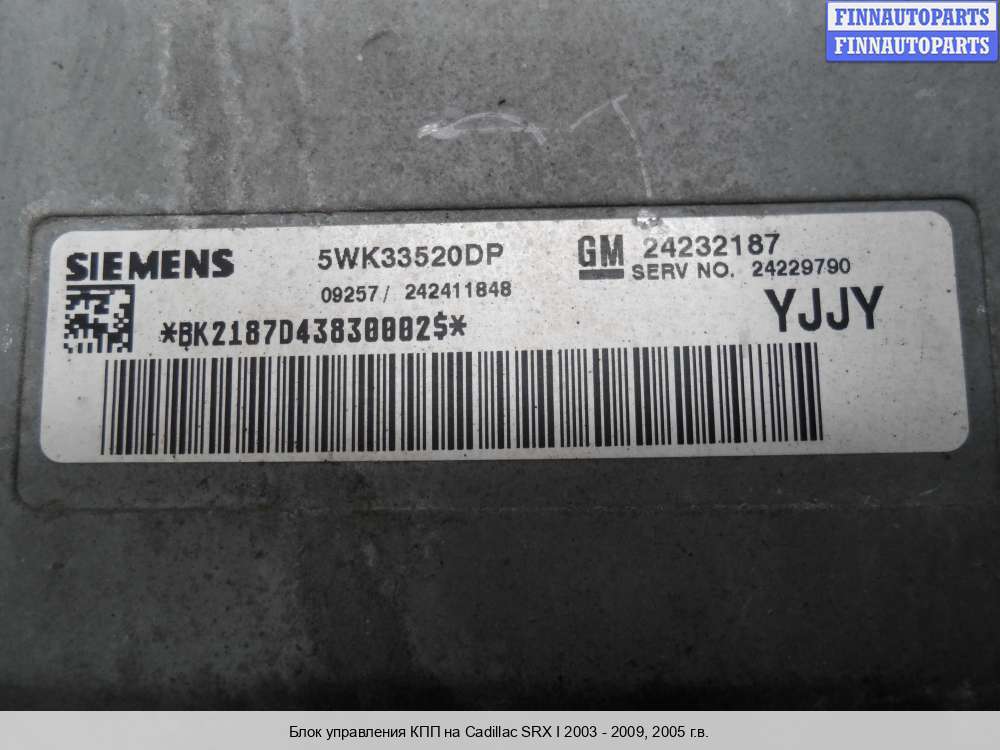 FINNAUTOPARTS
FINNAUTOPARTS
SIEMENS 5WK33520DP GM 24232187
SERV NO. 24229790
09257/ 242411848
YJJY
*BK2187D43830002$*
Блок управления КПП на Cadillac SRX I 2003 - 2009, 2005 г.в.